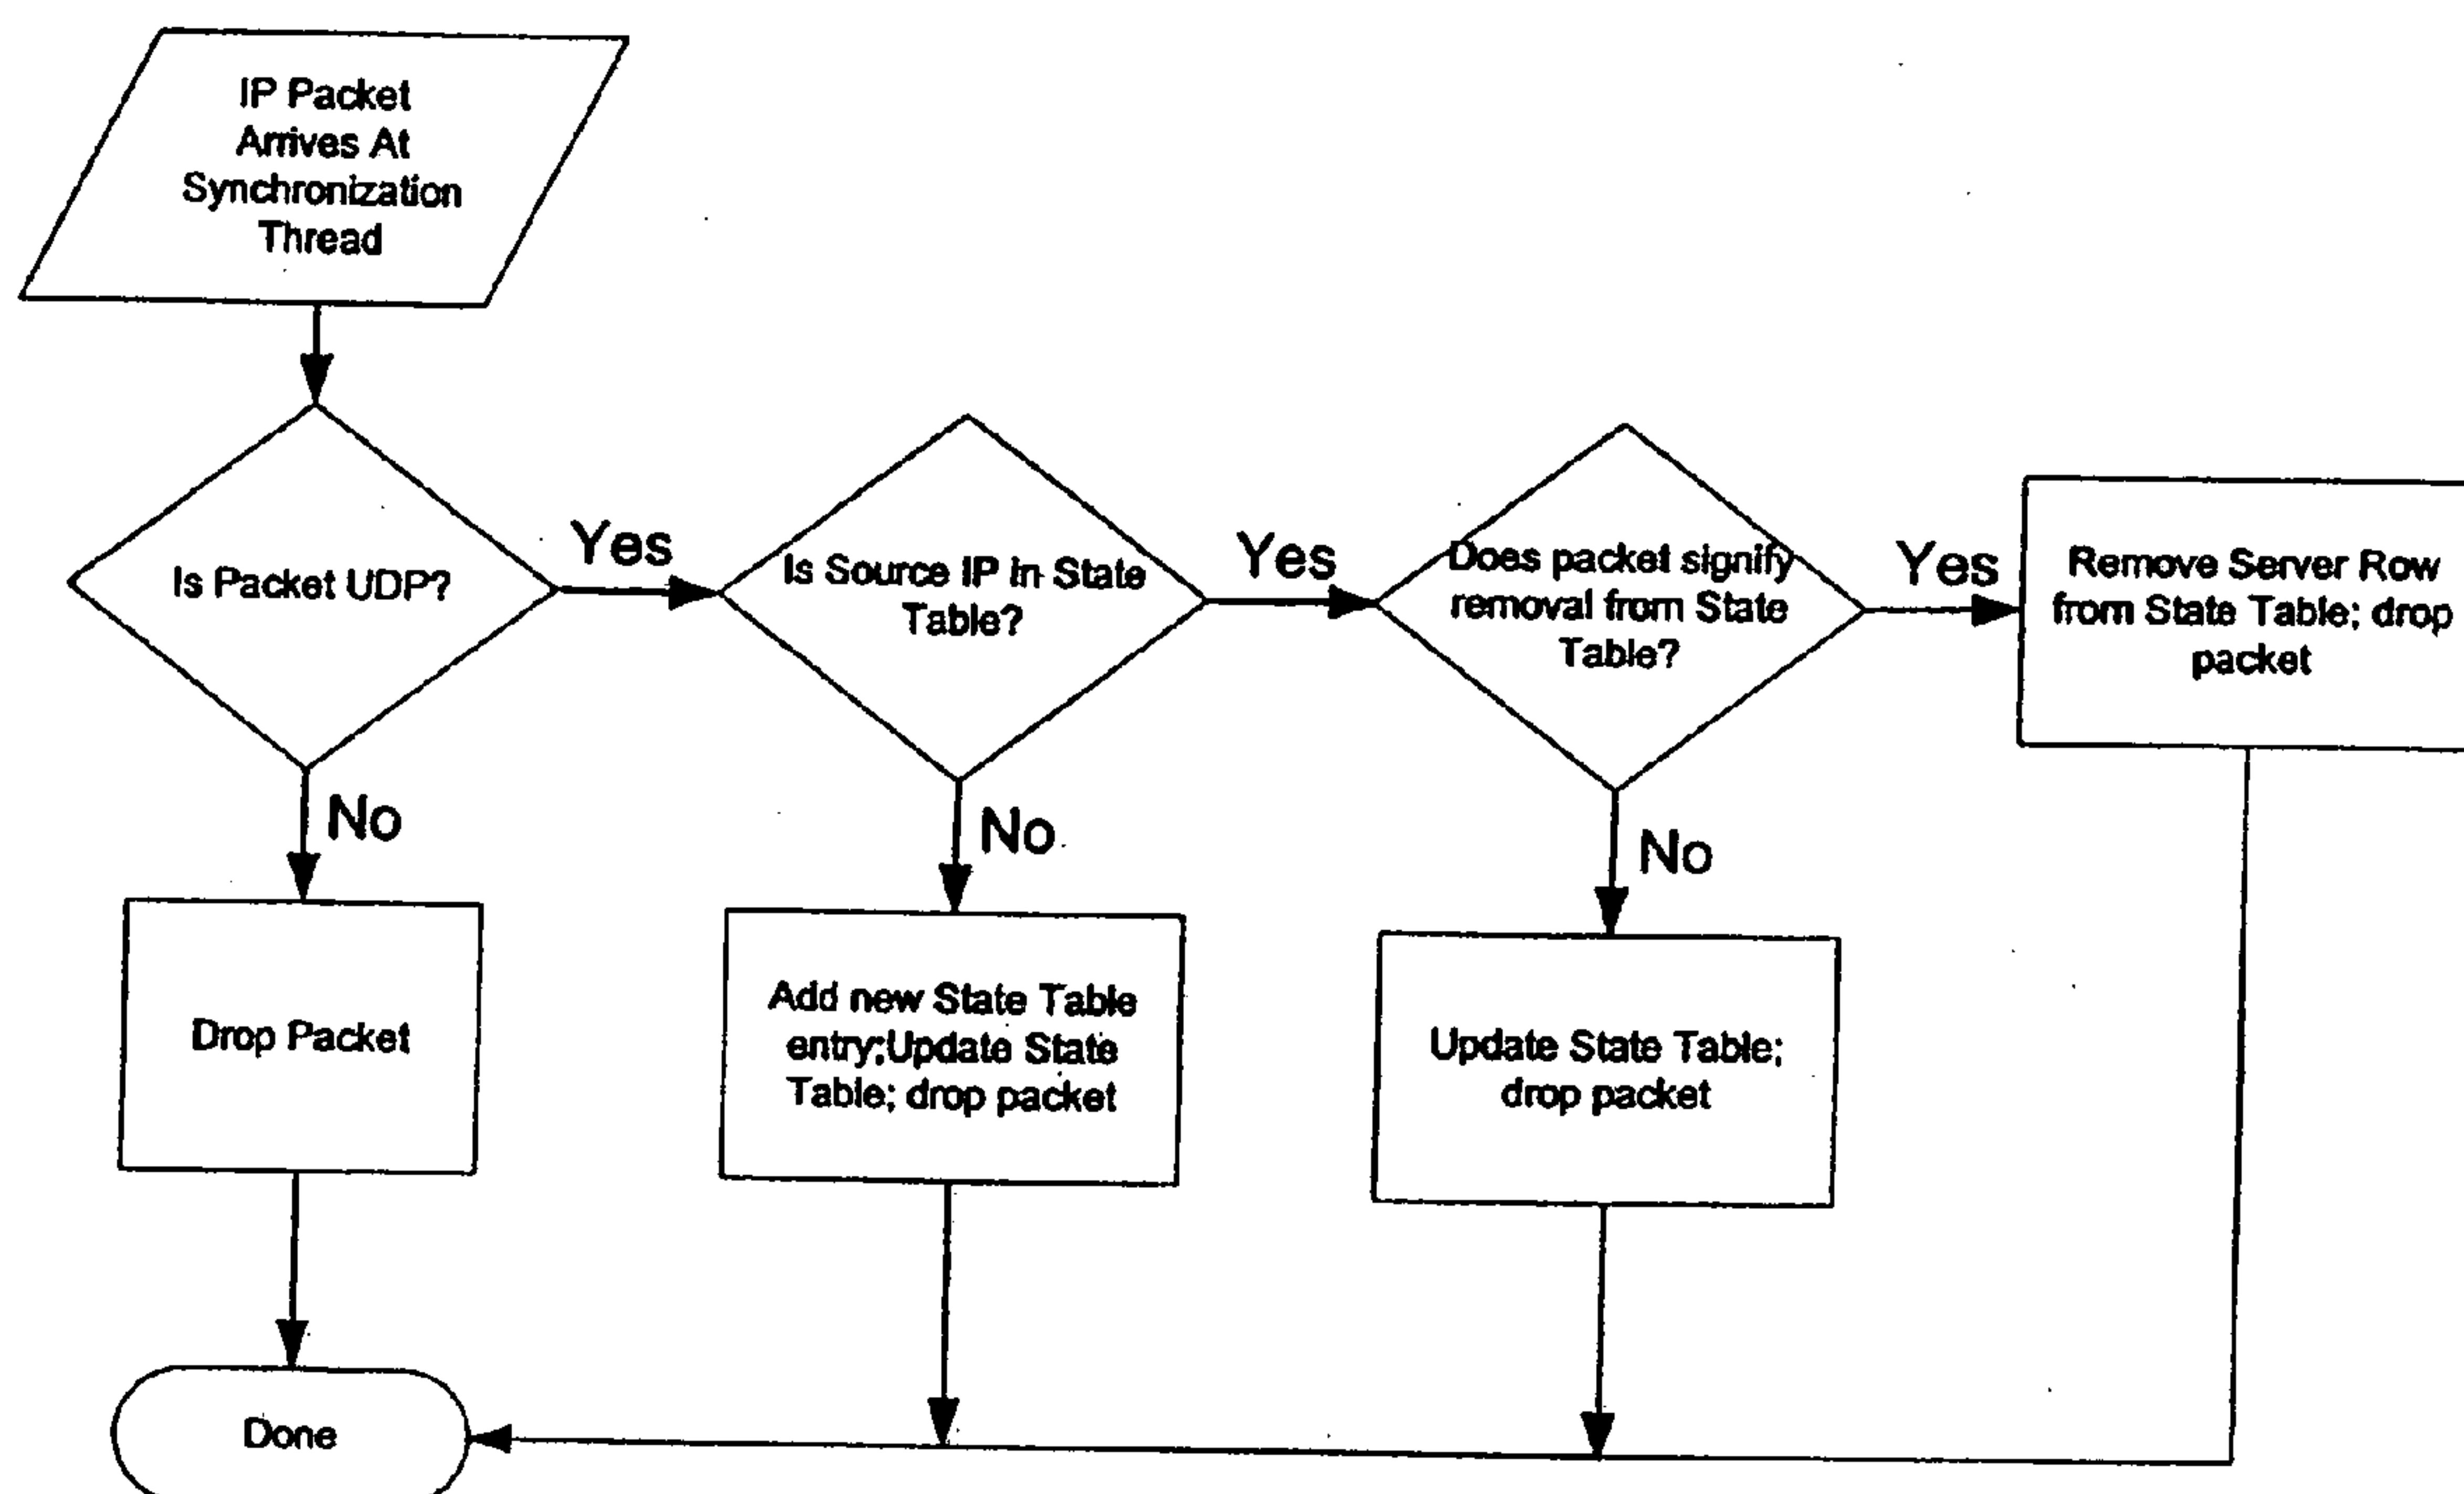 IP Packet
Arrives At
Synchronization
Thread
Is Packet UDP?
Yes
Is Source IP in State
Table?
Yes
Does packet signify
removal from State
Table?
Yes
Remove Server Row
from State Table; drop
packet
No
No
No
Drop Packet
Add new State Table
entry;Update State
Table; drop packet
Update State Table;
drop packet
Done